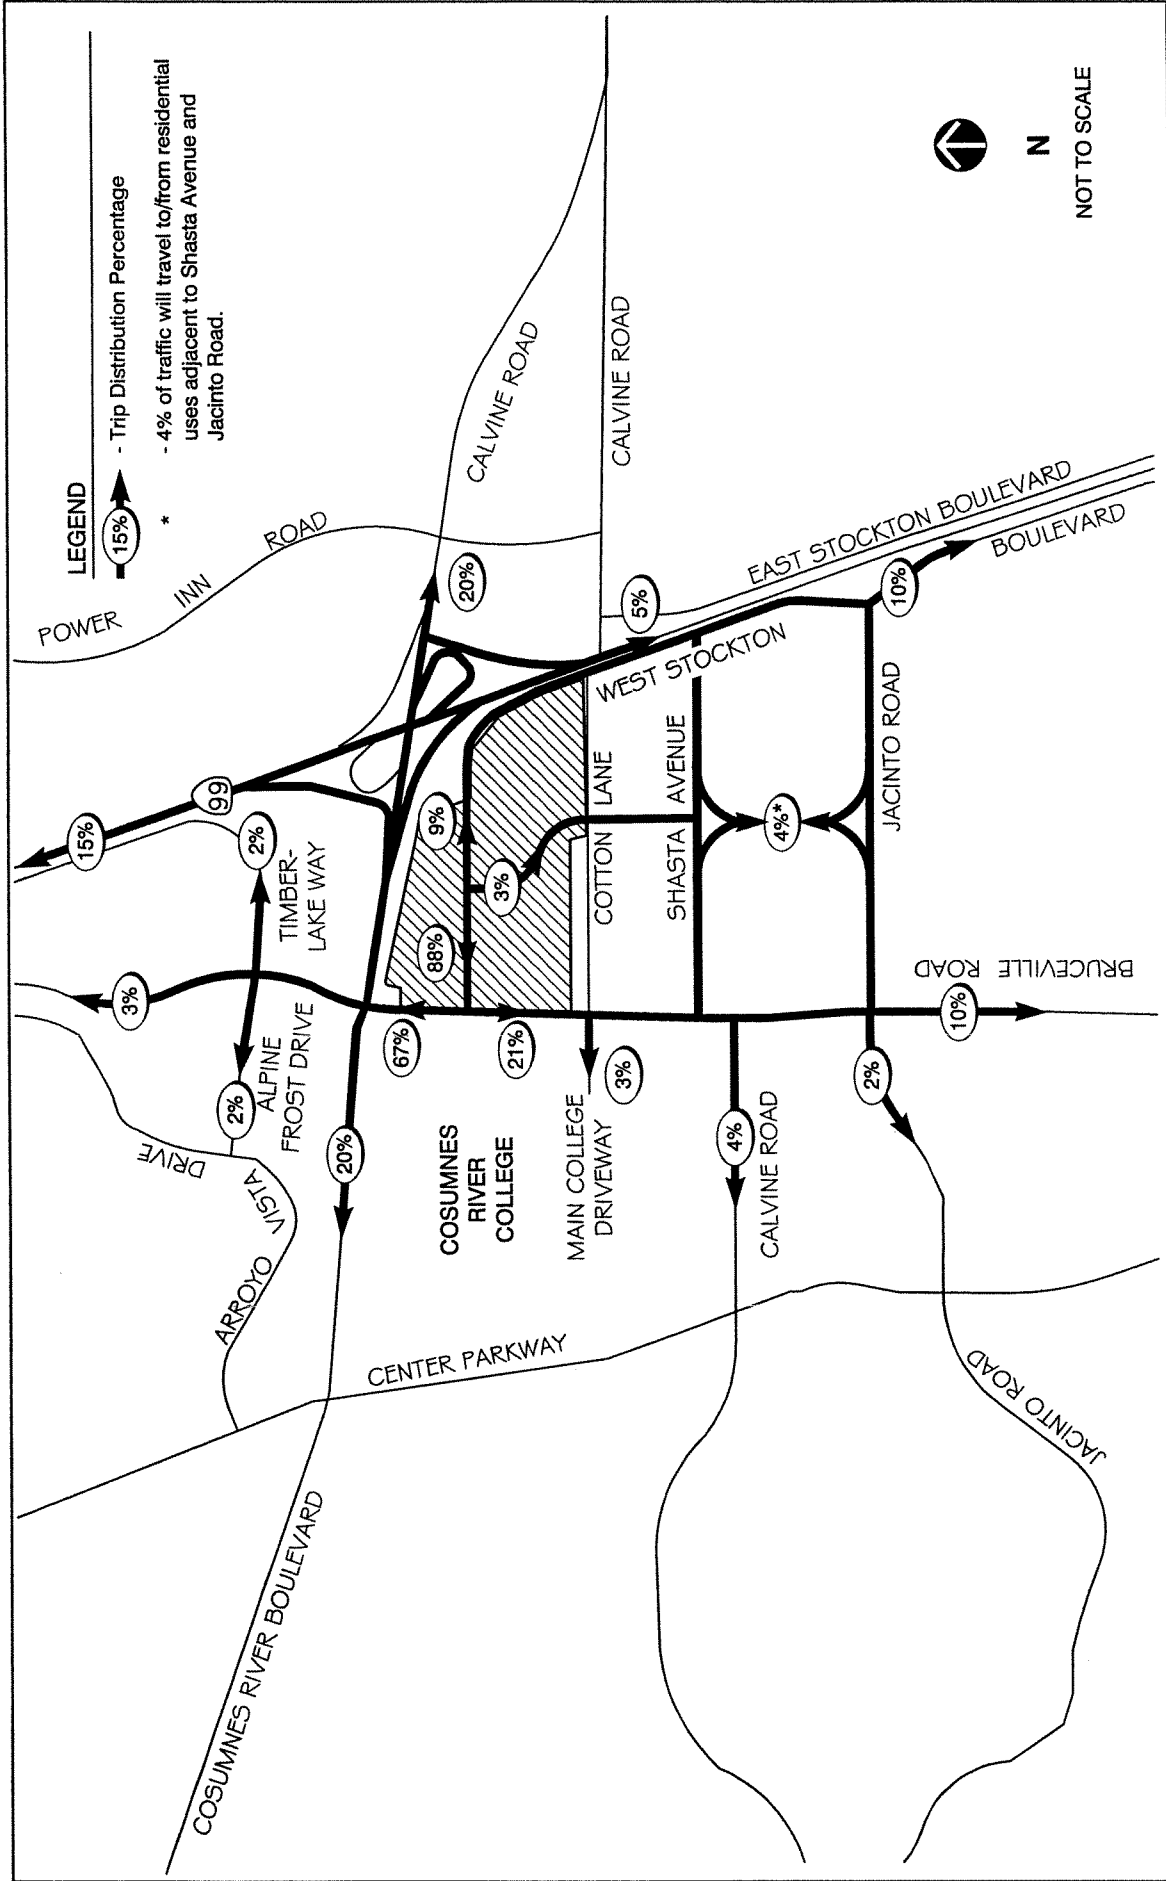 LEGEND
15% - Trip Distribution Percentage
* - 4% of traffic will travel to/from residential
uses adjacent to Shasta Avenue and
Jacinto Road.
N
NOT TO SCALE
POWER INN ROAD
CALVINE ROAD
CALVINE ROAD
EAST STOCKTON BOULEVARD
WEST STOCKTON
BOULEVARD
99
15%
20%
5%
10%
2%
TIMBER-
LAKE WAY
3%
2%
ALPINE
FROST DRIVE
9%
88%
3%
67%
21%
COTTON LANE
SHASTA AVENUE
4%*
JACINTO ROAD
BRUCEVILLE ROAD
10%
20%
COSUMNES
RIVER
COLLEGE
MAIN COLLEGE
DRIVEWAY
3%
4%
CALVINE ROAD
2%
JACINTO ROAD
ARROYO VISTA DRIVE
CENTER PARKWAY
COSUMNES RIVER BOULEVARD